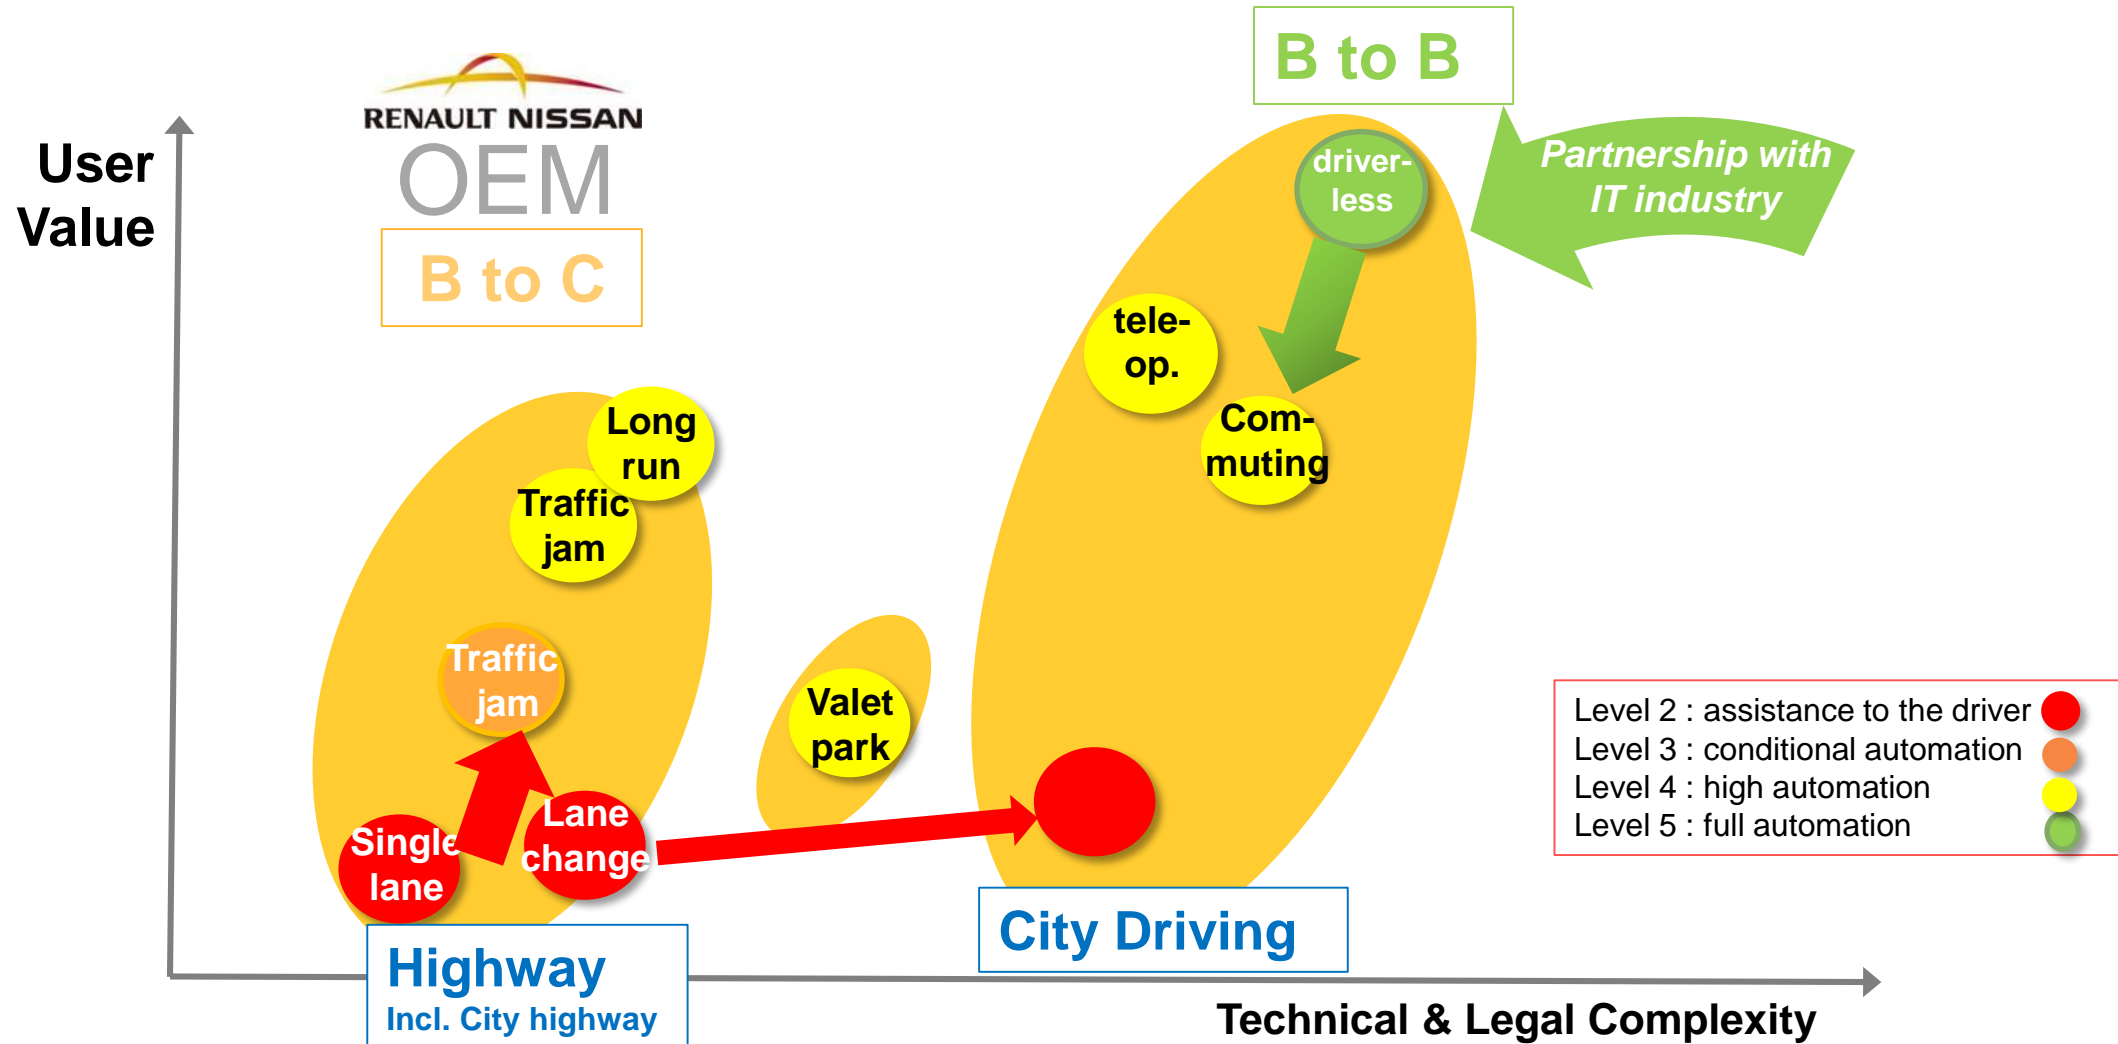 B to B
RENAULT NISSAN
OEM
B to C
User
Value
driver-
less
Partnership with
IT industry
tele-
op.
Com-
muting
Long
run
Traffic
jam
Traffic
jam
Valet
park
Single
lane
Lane
change
Level 2 : assistance to the driver
Level 3 : conditional automation
Level 4 : high automation
Level 5 : full automation
City Driving
Highway
Incl. City highway
Technical & Legal Complexity